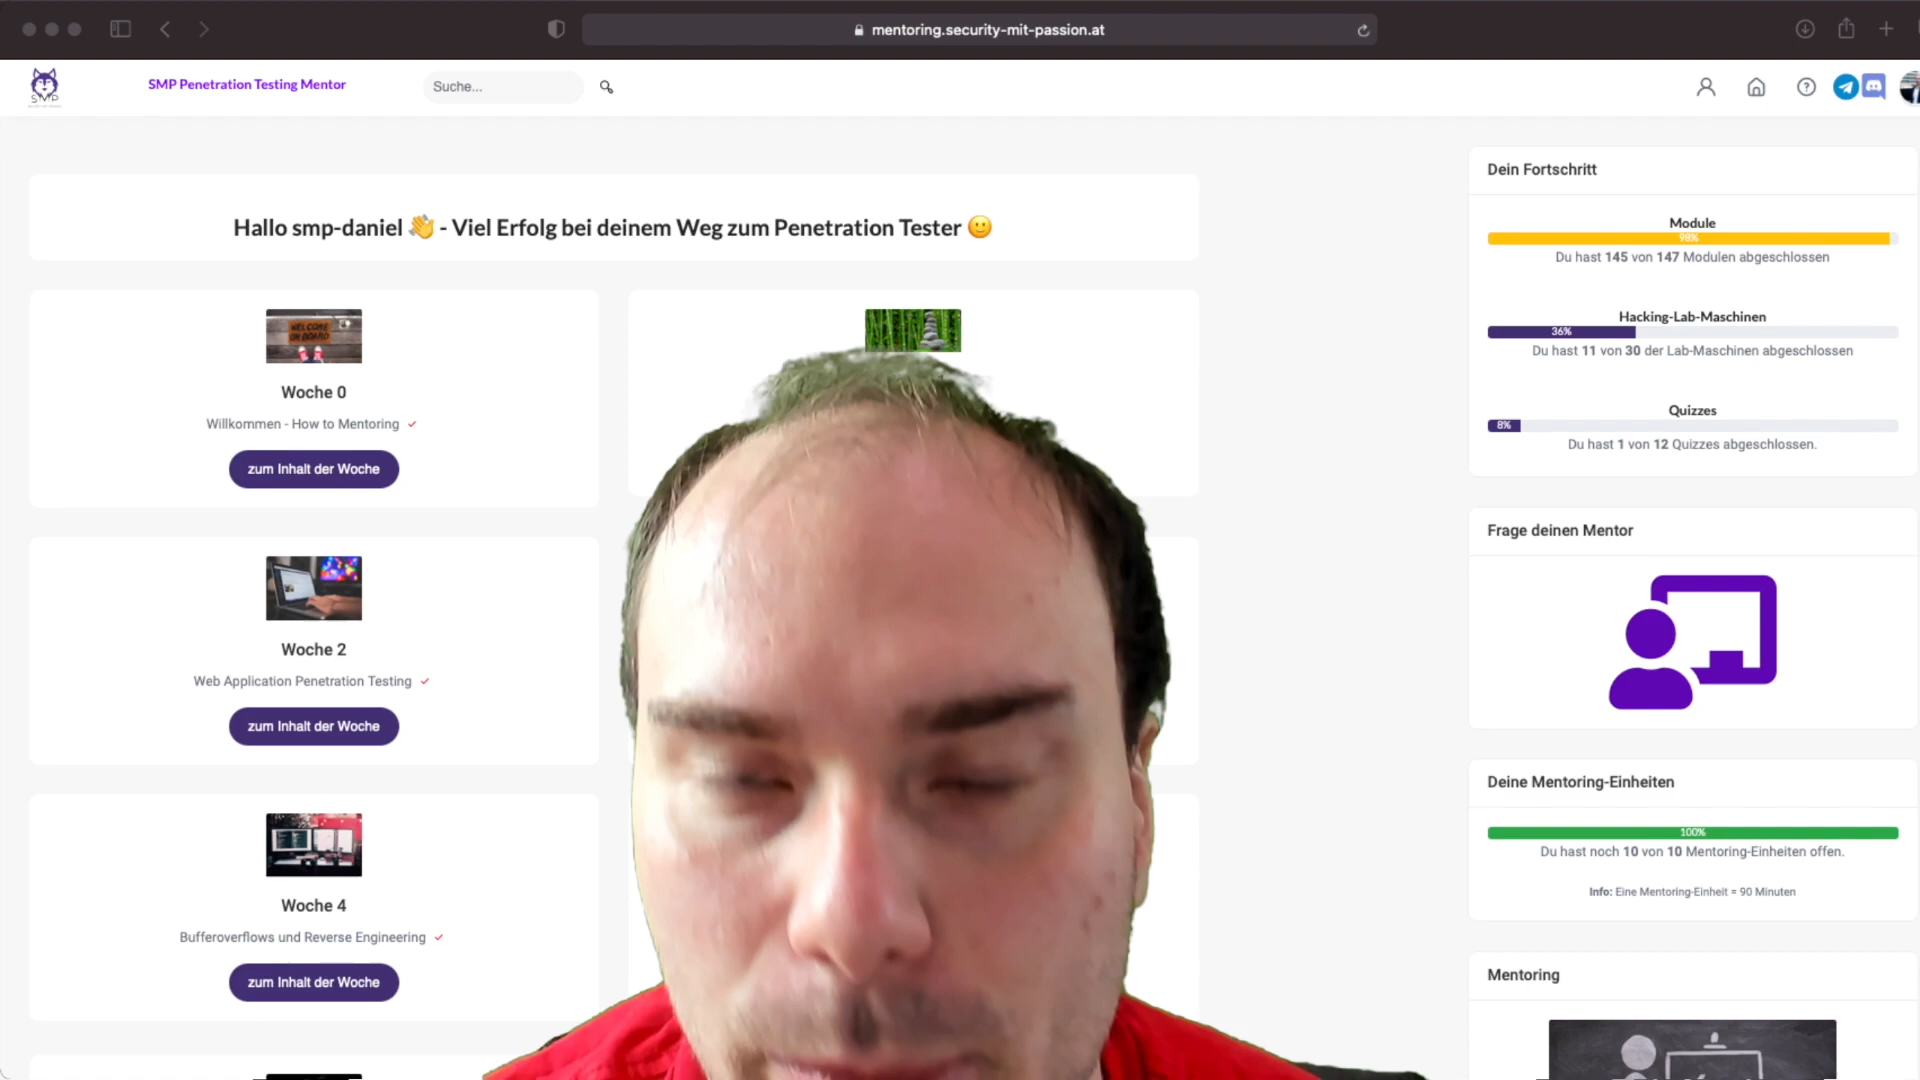 mentoring.security-mit-passion.at
SMP
SMP Penetration Testing Mentor
Suche...
Hallo smp-daniel 👋 - Viel Erfolg bei deinem Weg zum Penetration Tester 🙂
WELCOME
ON BOARD
Woche 0
Willkommen - How to Mentoring ✓
zum Inhalt der Woche
Woche 2
Web Application Penetration Testing ✓
zum Inhalt der Woche
Woche 4
Bufferoverflows und Reverse Engineering ✓
zum Inhalt der Woche
Dein Fortschritt
Module
98%
Du hast 145 von 147 Modulen abgeschlossen
Hacking-Lab-Maschinen
36%
Du hast 11 von 30 der Lab-Maschinen abgeschlossen
Quizzes
8%
Du hast 1 von 12 Quizzes abgeschlossen.
Frage deinen Mentor
Deine Mentoring-Einheiten
100%
Du hast noch 10 von 10 Mentoring-Einheiten offen.
Info: Eine Mentoring-Einheit = 90 Minuten
Mentoring